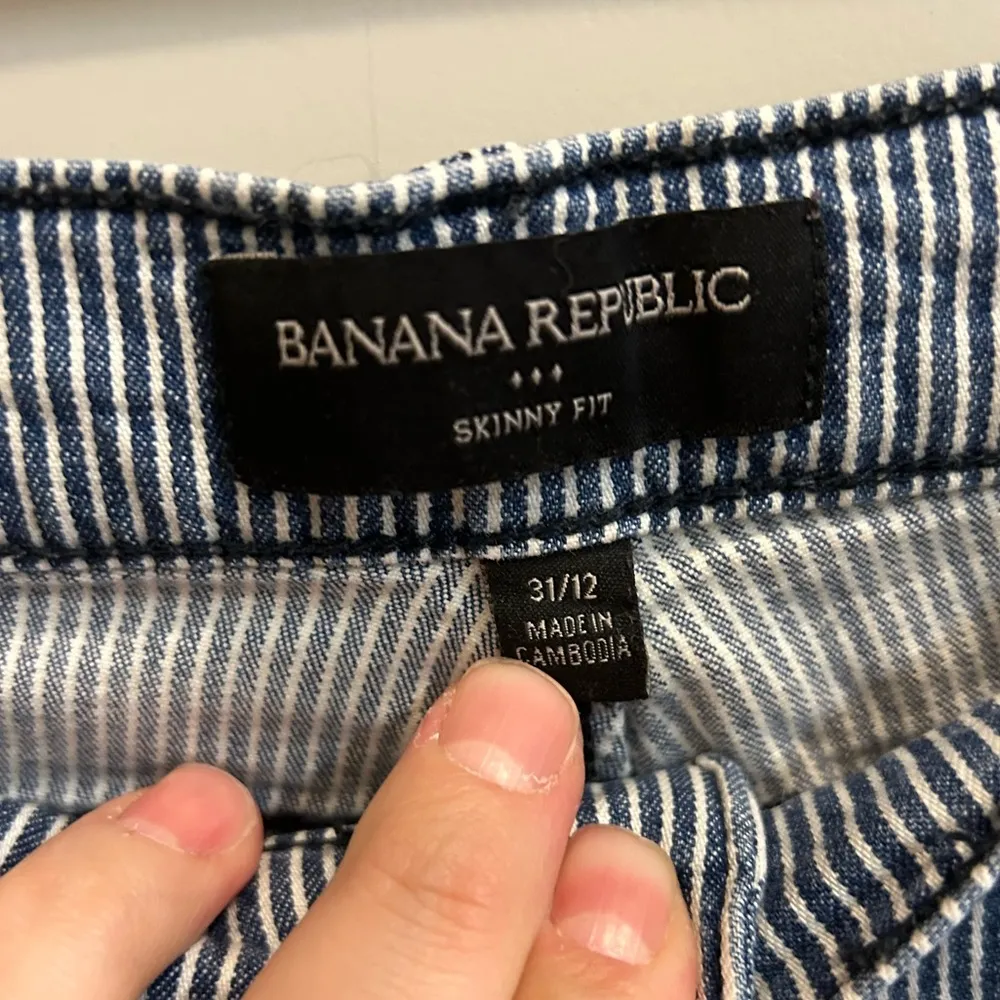 BANANA REPUBLIC
SKINNY FIT
31/12
MADE IN
CAMBODIA